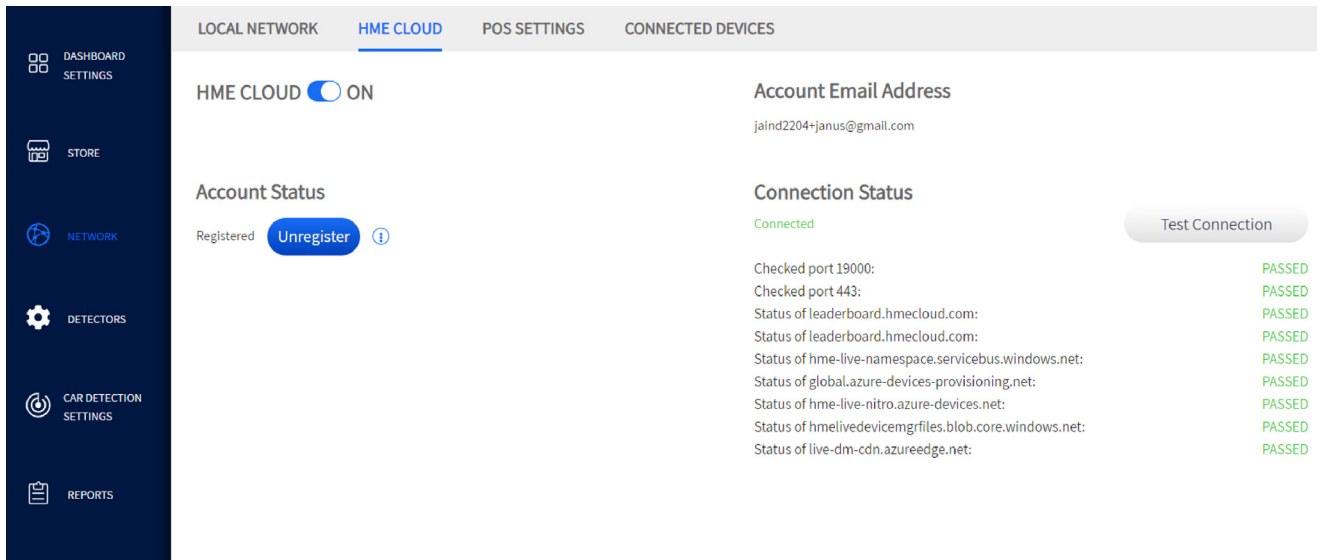 LOCAL NETWORK
HME CLOUD
POS SETTINGS
CONNECTED DEVICES
DASHBOARD
SETTINGS
STORE
NETWORK
DETECTORS
CAR DETECTION
SETTINGS
REPORTS
HME CLOUD ON
Account Status
Registered Unregister
Account Email Address
jaind2204+janus@gmail.com
Connection Status
Connected
Test Connection
Checked port 19000: PASSED
Checked port 443: PASSED
Status of leaderboard.hmecloud.com: PASSED
Status of leaderboard.hmecloud.com: PASSED
Status of hme-live-namespace.servicebus.windows.net: PASSED
Status of global.azure-devices-provisioning.net: PASSED
Status of hme-live-nitro.azure-devices.net: PASSED
Status of hmelivedevicemgrfiles.blob.core.windows.net: PASSED
Status of live-dm-cdn.azureedge.net: PASSED